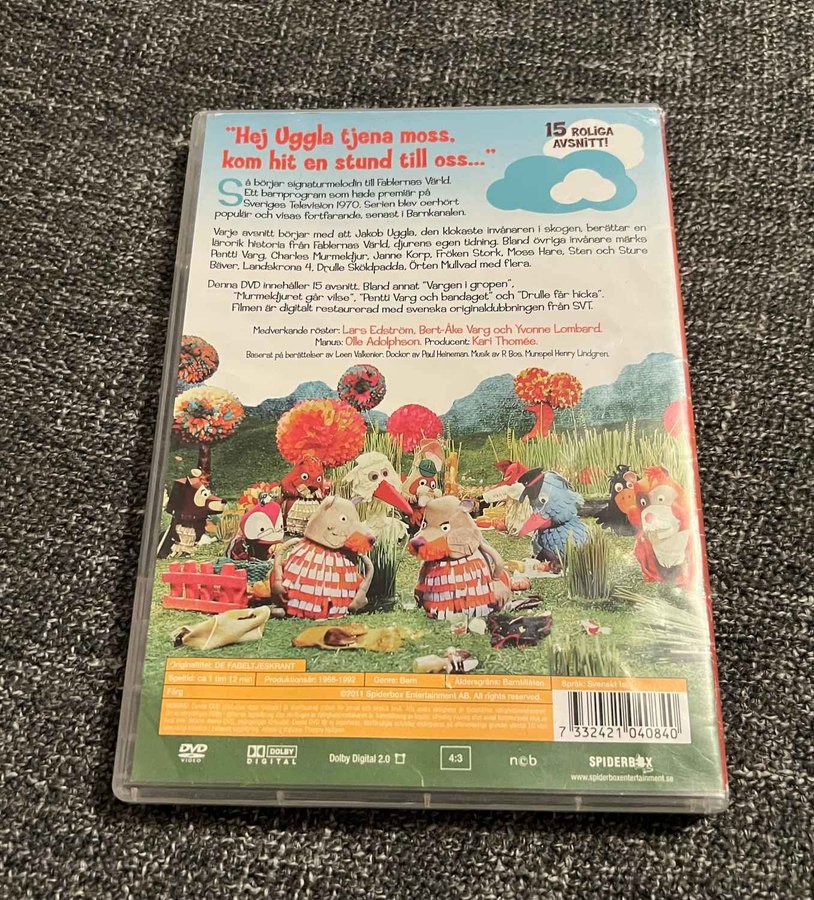 "Hej Uggla tjena moss,
kom hit en stund till oss..."
15 ROLIGA
AVSNITT!
Så börjar signaturmelodin till Fablernas Värld.
Ett barnprogram som hade premiär på
Sveriges Television 1970. Serien blev oerhört
populär och visas fortfarande, senast i Barnkanalen.
Varje avsnitt börjar med att Jakob Uggla, den klokaste invånaren i skogen, berättar en
lärorik historia från Fablernas Värld, djurens egen tidning. Bland övriga invånare märks
Pentti Varg, Charles Murmeldjur, Janne Korp, Fröken Stork, Moss Hare, Sten och Sture
Bäver, Landskrona 4, Drulle Sköldpadda, Örten Mullvad med flera.
Denna DVD innehåller 15 avsnitt. Bland annat "Vargen i gropen",
"Murmeldjuret går vilse", "Pentti Varg och bandaget" och "Drulle får hicka".
Filmen är digitalt restaurerad med svenska originaldubbningen från SVT.
Medverkande röster: Lars Edström, Bert-Åke Varg och Yvonne Lombard.
Manus: Olle Adolphson. Producent: Kari Thomée.
Baserat på berättelser av Leen Valkenier. Dockor av Paul Heineman. Musik av R Bos. Munspel Henry Lindgren.
Originaltitel: DE FABELTJESKRANT
Speltid: ca 1 tim 12 min Produktionsår: 1968-1992 Genre: Barn Åldersgräns: Barntillåten Språk: Svenskt tal
Färg ©2011 Spiderbox Entertainment AB. All rights reserved.
7 332421 040840
DVD VIDEO
DOLBY DIGITAL
Dolby Digital 2.0
4:3
ncb
SPIDERBOX
www.spiderboxentertainment.se